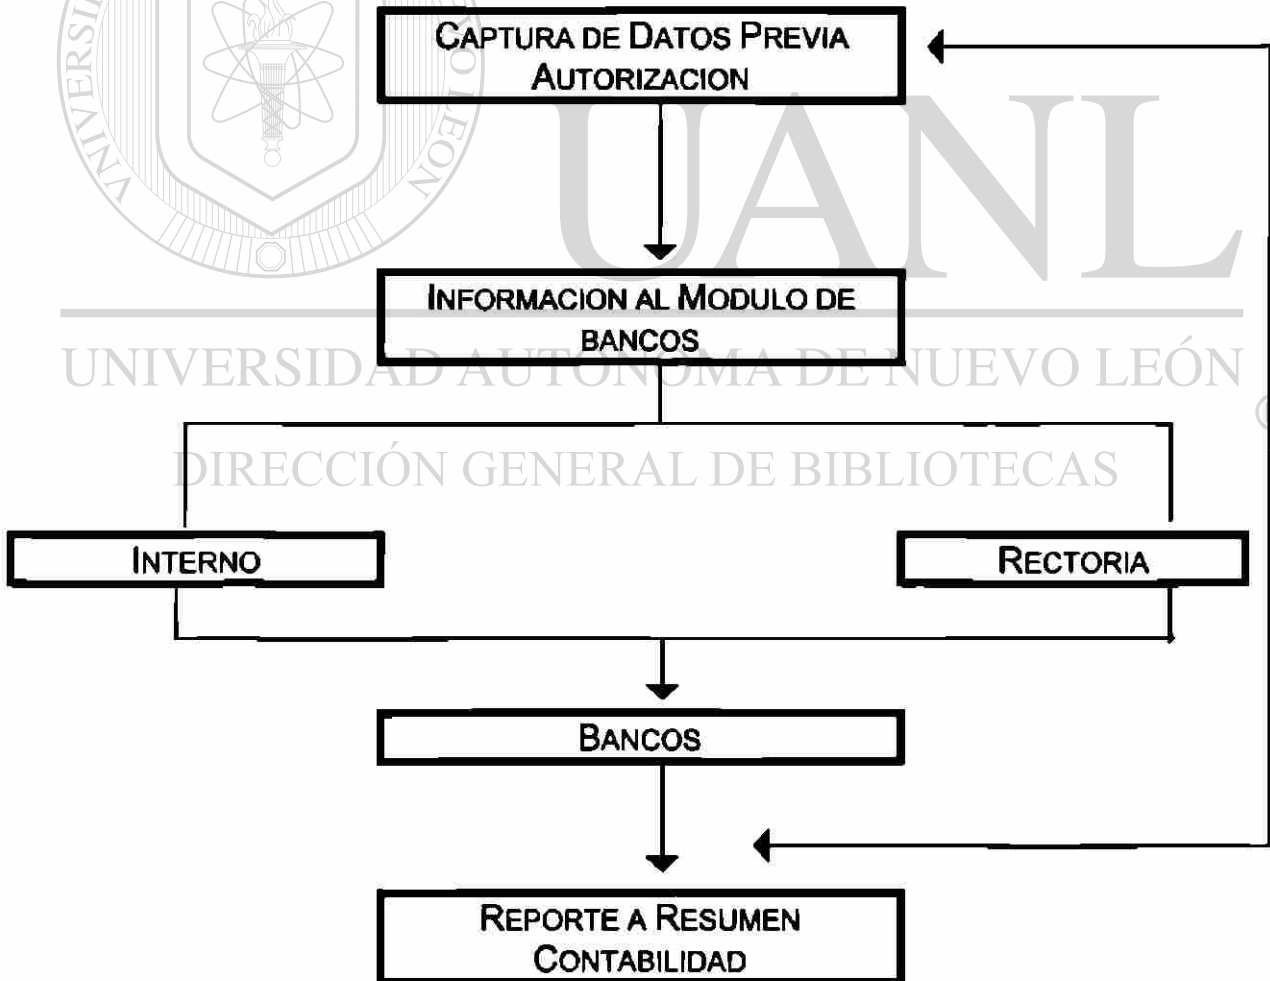 CAPTURA DE DATOS PREVIA
AUTORIZACION
UANL
INFORMACION AL MODULO DE
BANCOS
UNIVERSIDAD AUTÓNOMA DE NUEVO LEÓN
DIRECCIÓN GENERAL DE BIBLIOTECAS
INTERNO
RECTORIA
BANCOS
REPORTE A RESUMEN
CONTABILIDAD